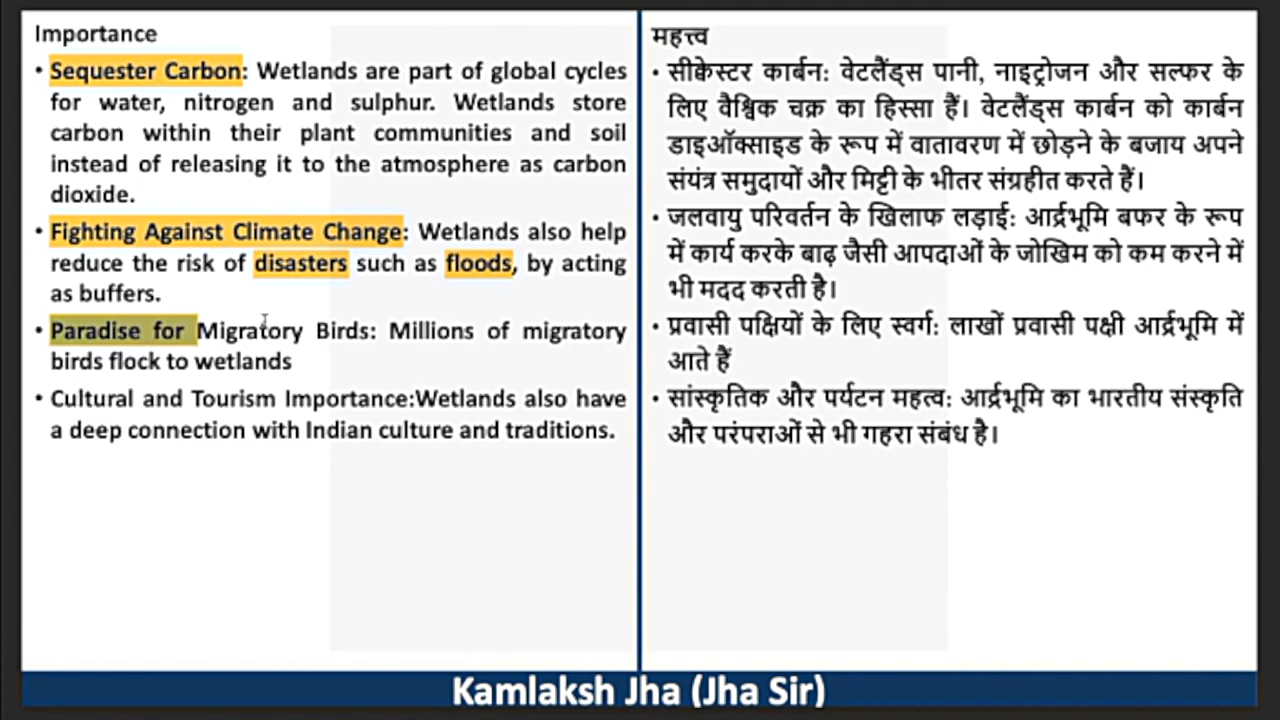 Importance
• Sequester Carbon: Wetlands are part of global cycles
for water, nitrogen and sulphur. Wetlands store
carbon within their plant communities and soil
instead of releasing it to the atmosphere as carbon
dioxide.
• Fighting Against Climate Change: Wetlands also help
reduce the risk of disasters such as floods, by acting
as buffers.
• Paradise for Migratory Birds: Millions of migratory
birds flock to wetlands
• Cultural and Tourism Importance:Wetlands also have
a deep connection with Indian culture and traditions.
महत्त्व
• सीक्वेस्टर कार्बन: वेटलैंड्स पानी, नाइट्रोजन और सल्फर के
लिए वैश्विक चक्र का हिस्सा हैं। वेटलैंड्स कार्बन को कार्बन
डाइऑक्साइड के रूप में वातावरण में छोड़ने के बजाय अपने
संयंत्र समुदायों और मिट्टी के भीतर संग्रहीत करते हैं।
• जलवायु परिवर्तन के खिलाफ लड़ाई: आर्द्रभूमि बफर के रूप
में कार्य करके बाढ़ जैसी आपदाओं के जोखिम को कम करने में
भी मदद करती है।
• प्रवासी पक्षियों के लिए स्वर्ग: लाखों प्रवासी पक्षी आर्द्रभूमि में
आते हैं
• सांस्कृतिक और पर्यटन महत्व: आर्द्रभूमि का भारतीय संस्कृति
और परंपराओं से भी गहरा संबंध है।
Kamlaksh Jha (Jha Sir)